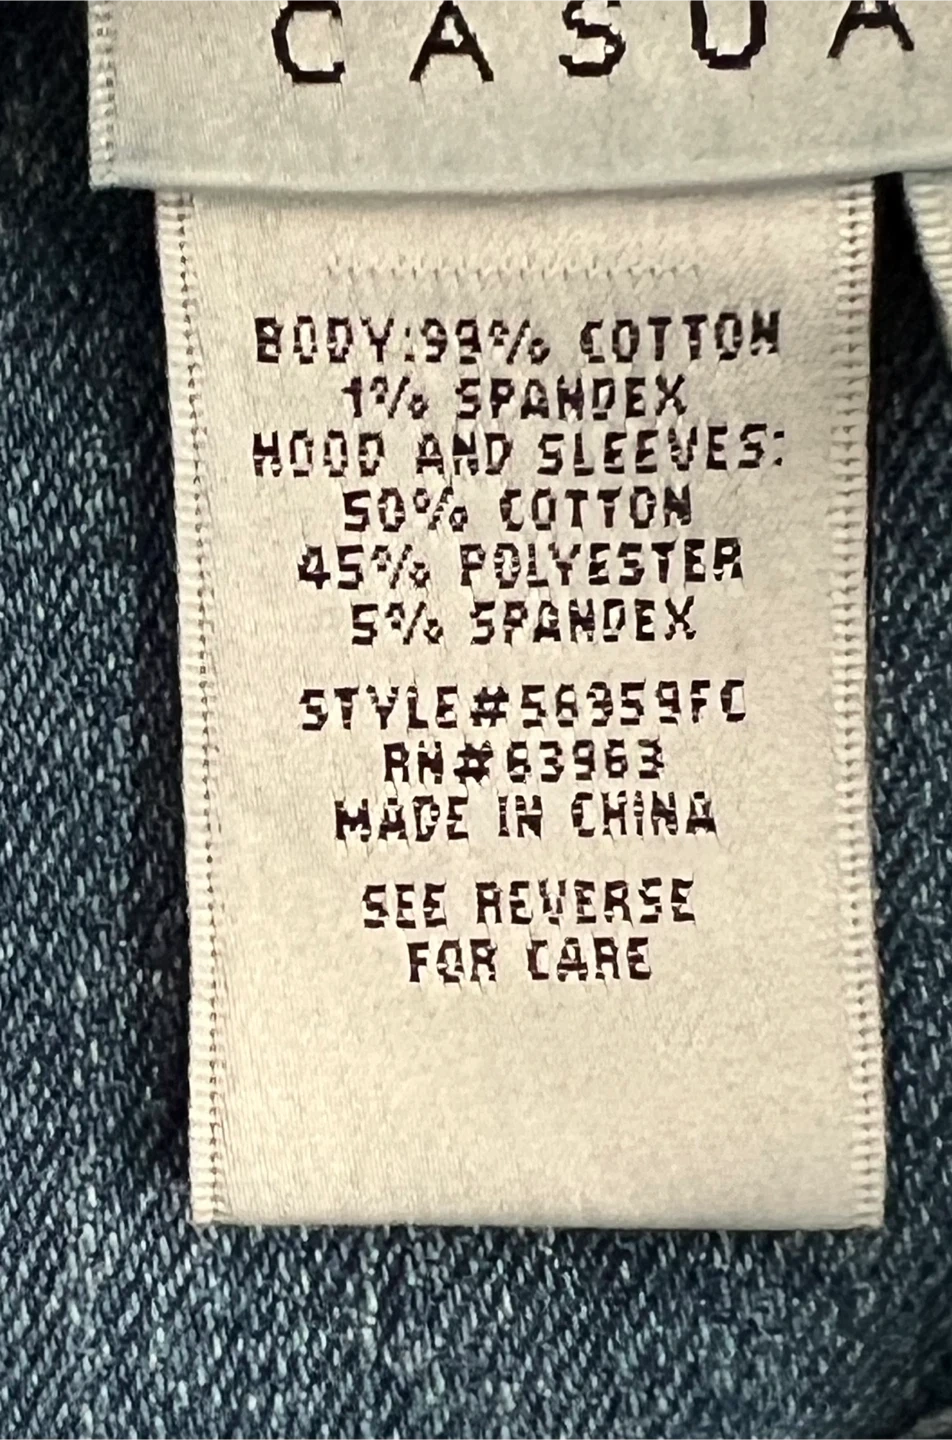 CASUA
BODY:99% COTTON
1% SPANDEX
HOOD AND SLEEVES:
50% COTTON
45% POLYESTER
5% SPANDEX
STYLE#58959FC
RN#63963
MADE IN CHINA
SEE REVERSE
FOR CARE